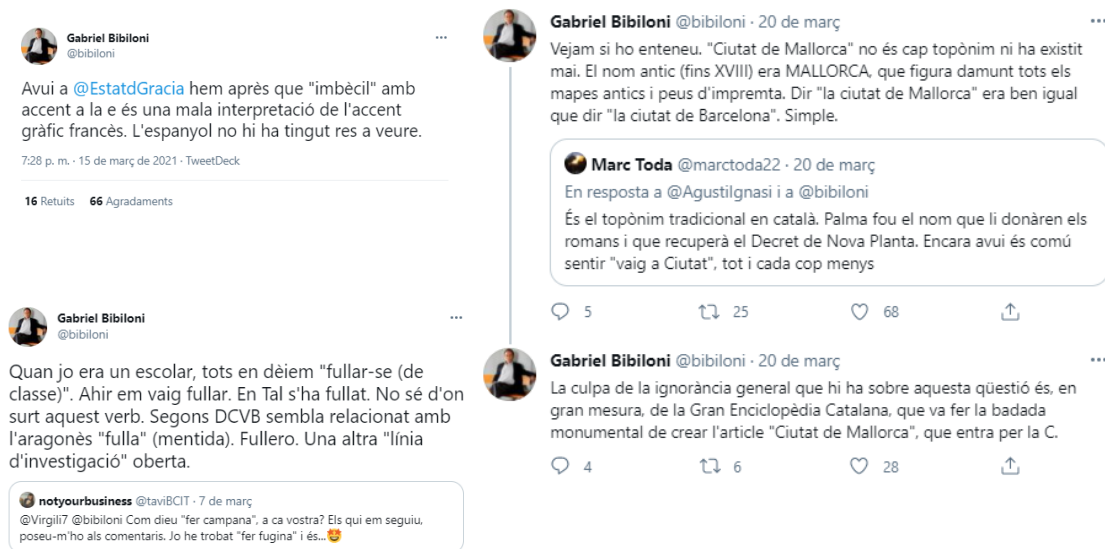 Gabriel Bibiloni
@bibiloni
Avui a @EstatdGracia hem après que "imbècil" amb
accent a la e és una mala interpretació de l'accent
gràfic francès. L'espanyol no hi ha tingut res a veure.
7:28 p. m. · 15 de març de 2021 · TweetDeck
16 Retuits 66 Agradaments
Gabriel Bibiloni
@bibiloni
Quan jo era un escolar, tots en dèiem "fullar-se (de
classe)". Ahir em vaig fullar. En Tal s'ha fullat. No sé d'on
surt aquest verb. Segons DCVB sembla relacionat amb
l'aragonès "fulla" (mentida). Fullero. Una altra "línia
d'investigació" oberta.
notyourbusiness @taviBCIT · 7 de març
@Virgili7 @bibiloni Com dieu "fer campana", a ca vostra? Els qui em seguiu,
poseu-m'ho als comentaris. Jo he trobat "fer fugina" i és...🤩
Gabriel Bibiloni @bibiloni · 20 de març
Vejam si ho enteneu. "Ciutat de Mallorca" no és cap topònim ni ha existit
mai. El nom antic (fins XVIII) era MALLORCA, que figura damunt tots els
mapes antics i peus d'impremta. Dir "la ciutat de Mallorca" era ben igual
que dir "la ciutat de Barcelona". Simple.
Marc Toda @marctoda22 · 20 de març
En resposta a @AgustiIgnasi i a @bibiloni
És el topònim tradicional en català. Palma fou el nom que li donàren els
romans i que recuperà el Decret de Nova Planta. Encara avui és comú
sentir "vaig a Ciutat", tot i cada cop menys
5 25 68
Gabriel Bibiloni @bibiloni · 20 de març
La culpa de la ignorància general que hi ha sobre aquesta qüestió és, en
gran mesura, de la Gran Enciclopèdia Catalana, que va fer la badada
monumental de crear l'article "Ciutat de Mallorca", que entra per la C.
4 6 28